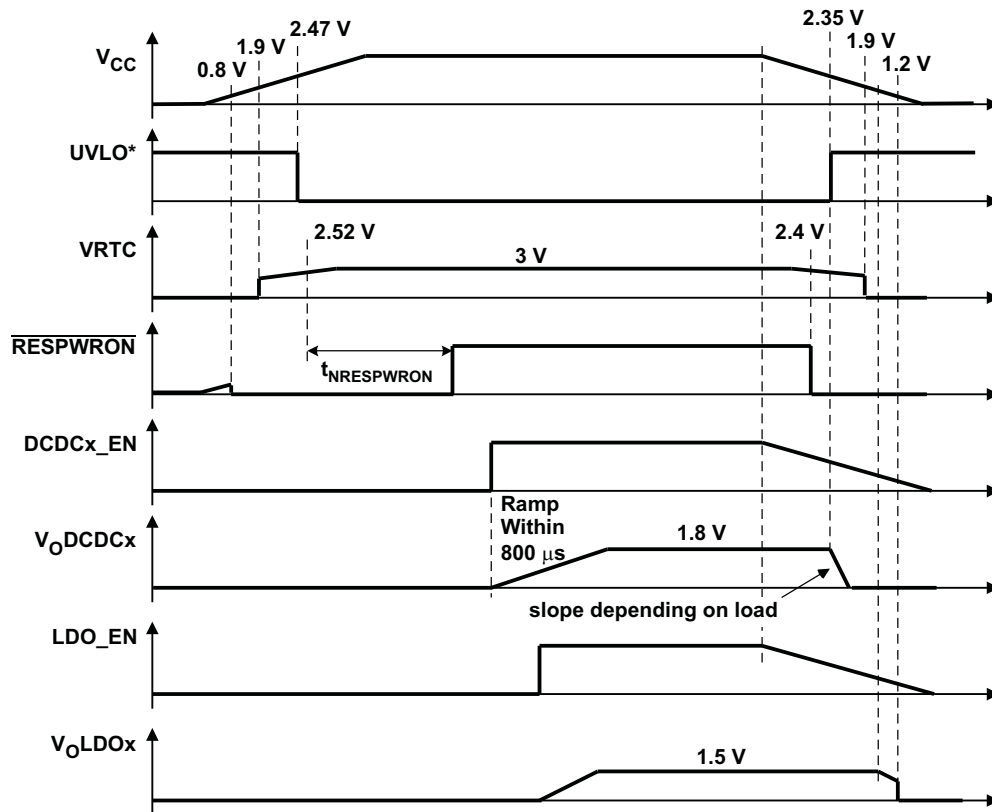 2.47 V
2.35 V
1.9 V
1.9 V
VCC
0.8 V
1.2 V
UVLO*
2.52 V
2.4 V
VRTC
3 V
RESPWRON
tNRESPWRON
DCDCx_EN
Ramp
Within
800 μs
VODCDCx
1.8 V
slope depending on load
LDO_EN
VOLDOx
1.5 V